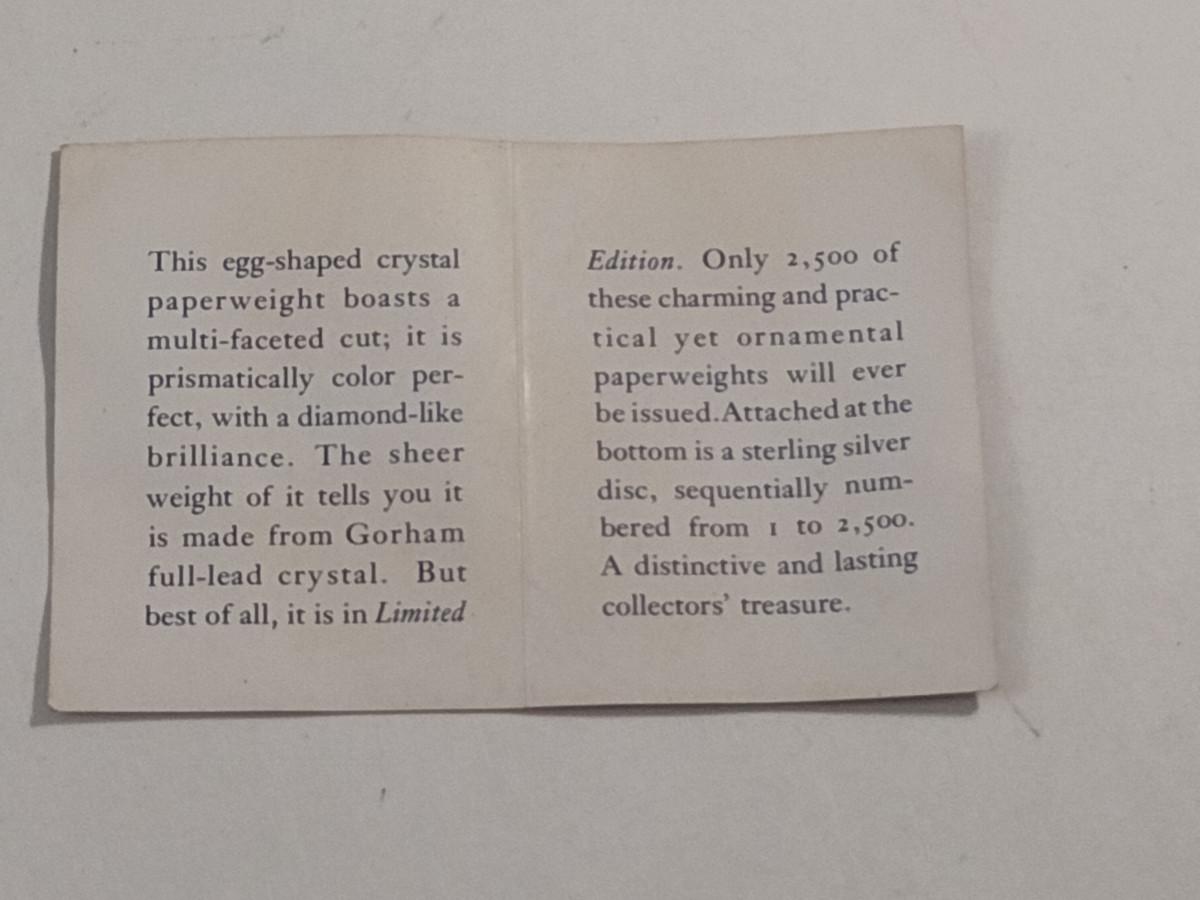 This egg-shaped crystal
paperweight boasts a
multi-faceted cut; it is
prismatically color per-
fect, with a diamond-like
brilliance. The sheer
weight of it tells you it
is made from Gorham
full-lead crystal. But
best of all, it is in Limited
Edition. Only 2,500 of
these charming and prac-
tical yet ornamental
paperweights will ever
be issued. Attached at the
bottom is a sterling silver
disc, sequentially num-
bered from 1 to 2,500.
A distinctive and lasting
collectors' treasure.